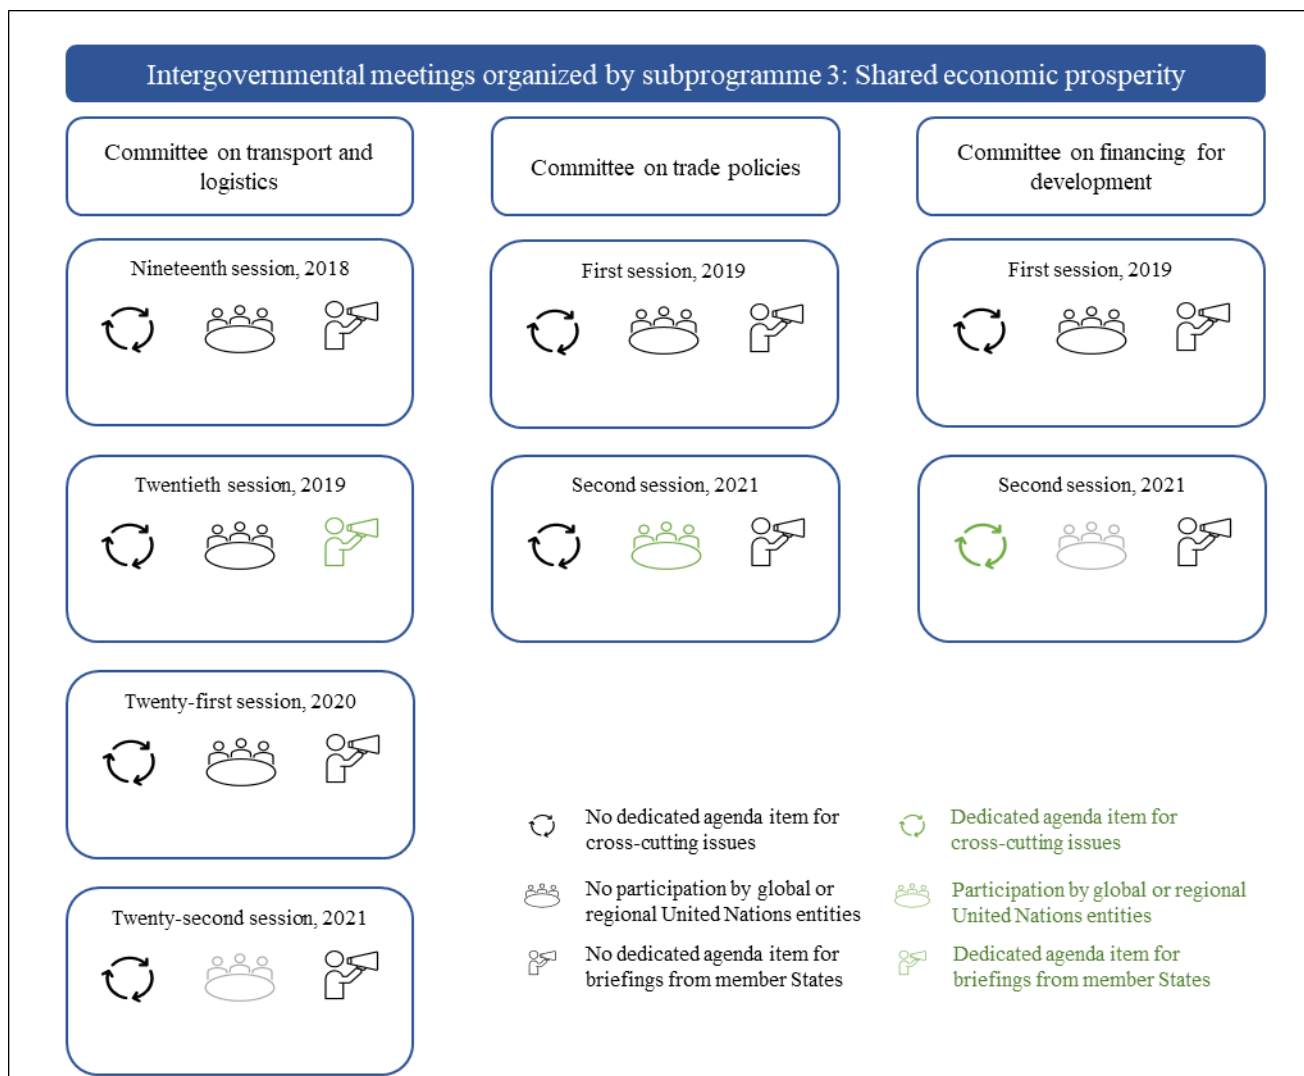 Intergovernmental meetings organized by subprogramme 3: Shared economic prosperity
Committee on transport and
logistics
Committee on trade policies
Committee on financing for
development
Nineteenth session, 2018
First session, 2019
First session, 2019
Twentieth session, 2019
Second session, 2021
Second session, 2021
Twenty-first session, 2020
Twenty-second session, 2021
No dedicated agenda item for
cross-cutting issues
Dedicated agenda item for
cross-cutting issues
No participation by global or
regional United Nations entities
Participation by global or regional
United Nations entities
No dedicated agenda item for
briefings from member States
Dedicated agenda item for
briefings from member States